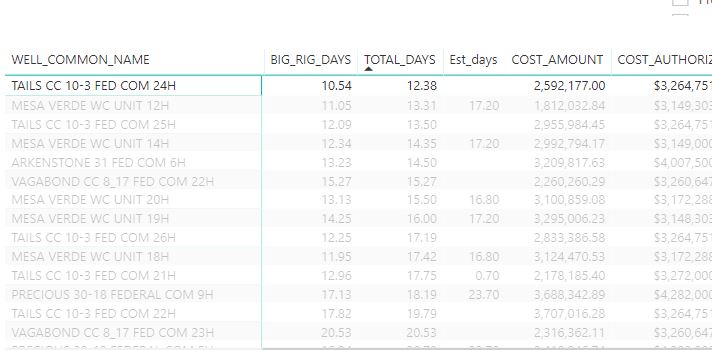 WELL_COMMON_NAME BIG_RIG_DAYS TOTAL_DAYS Est_days COST_AMOUNT COST_AUTHORIZ
TAILS CC 10-3 FED COM 24H 10.54 12.38 2,592,177.00 $3,264,751
MESA VERDE WC UNIT 12H 11.05 13.31 17.20 1,812,032.84 $3,149,303
TAILS CC 10-3 FED COM 25H 12.09 13.50 2,955,984.45 $3,264,751
MESA VERDE WC UNIT 14H 12.34 14.35 17.20 2,992,794.17 $3,149,000
ARKENSTONE 31 FED COM 6H 13.23 14.50 3,209,817.63 $4,007,500
VAGABOND CC 8_17 FED COM 22H 15.27 15.27 2,260,260.29 $3,260,647
MESA VERDE WC UNIT 20H 13.13 15.50 16.80 3,100,859.08 $3,172,288
MESA VERDE WC UNIT 19H 14.25 16.00 17.20 3,295,006.23 $3,148,303
TAILS CC 10-3 FED COM 26H 12.25 17.19 2,833,386.58 $3,264,751
MESA VERDE WC UNIT 18H 11.95 17.42 16.80 3,124,470.53 $3,172,288
TAILS CC 10-3 FED COM 21H 12.96 17.75 0.70 2,178,185.40 $3,272,000
PRECIOUS 30-18 FEDERAL COM 9H 17.13 18.19 23.70 3,688,342.89 $4,282,000
TAILS CC 10-3 FED COM 22H 17.82 19.79 3,707,016.28 $3,264,751
VAGABOND CC 8_17 FED COM 23H 20.53 20.53 2,316,362.11 $3,260,647